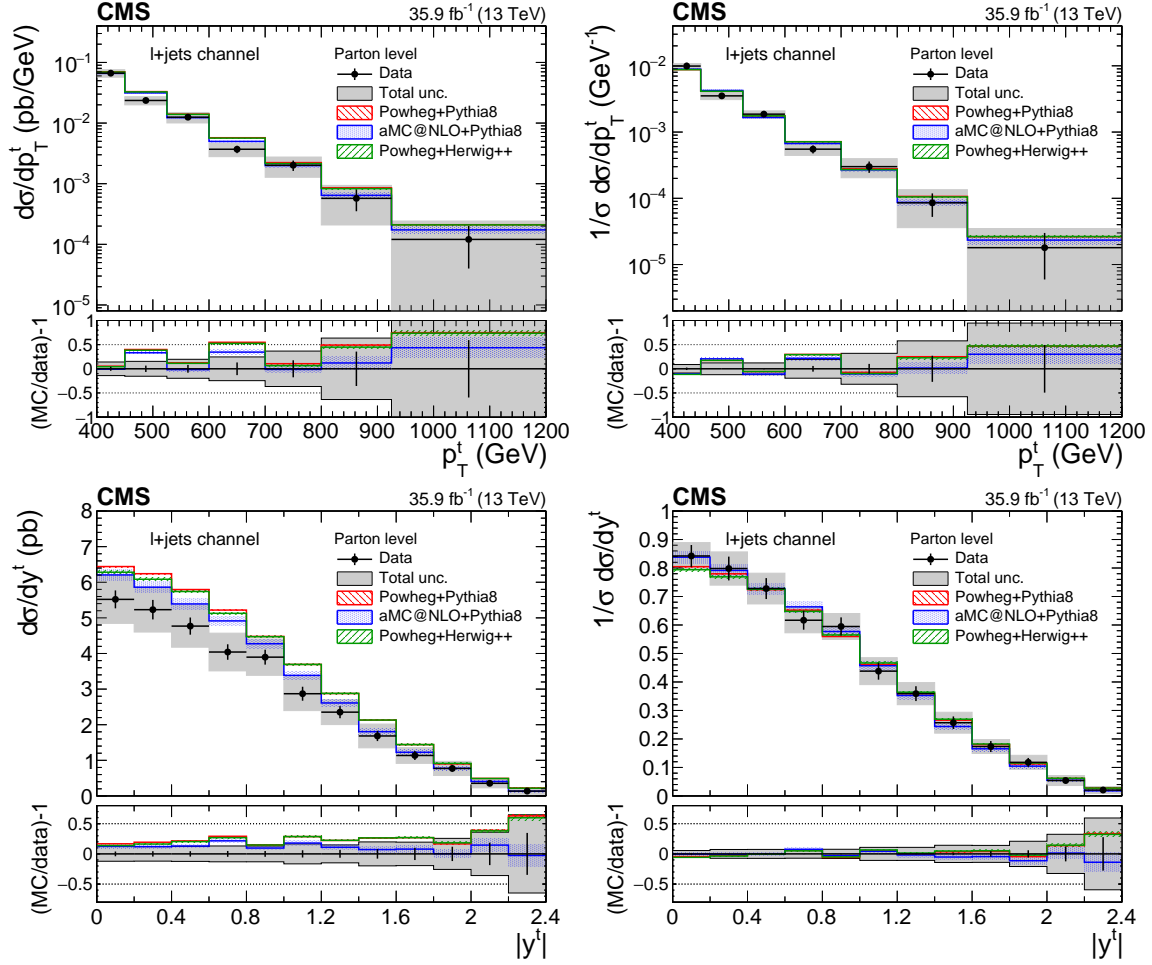 CMS 35.9 fb⁻¹ (13 TeV)
l+jets channel
Parton level
Data
Total unc.
Powheg+Pythia8
aMC@NLO+Pythia8
Powheg+Herwig++
dσ/dp_T^t (pb/GeV)
10⁻¹
10⁻²
10⁻³
10⁻⁴
10⁻⁵
(MC/data)-1
1
0.5
0
−0.5
−1
400 500 600 700 800 900 1000 1100 1200
p_T^t (GeV)
CMS 35.9 fb⁻¹ (13 TeV)
l+jets channel
Parton level
Data
Total unc.
Powheg+Pythia8
aMC@NLO+Pythia8
Powheg+Herwig++
1/σ dσ/dp_T^t (GeV⁻¹)
10⁻²
10⁻³
10⁻⁴
10⁻⁵
(MC/data)-1
1
0.5
0
−0.5
−1
400 500 600 700 800 900 1000 1100 1200
p_T^t (GeV)
CMS 35.9 fb⁻¹ (13 TeV)
l+jets channel
Parton level
Data
Total unc.
Powheg+Pythia8
aMC@NLO+Pythia8
Powheg+Herwig++
dσ/dy^t (pb)
8
7
6
5
4
3
2
1
0
(MC/data)-1
0.5
0
−0.5
0 0.4 0.8 1.2 1.6 2 2.4
|y^t|
CMS 35.9 fb⁻¹ (13 TeV)
l+jets channel
Parton level
Data
Total unc.
Powheg+Pythia8
aMC@NLO+Pythia8
Powheg+Herwig++
1/σ dσ/dy^t
1
0.9
0.8
0.7
0.6
0.5
0.4
0.3
0.2
0.1
0
(MC/data)-1
0.5
0
−0.5
0 0.4 0.8 1.2 1.6 2 2.4
|y^t|